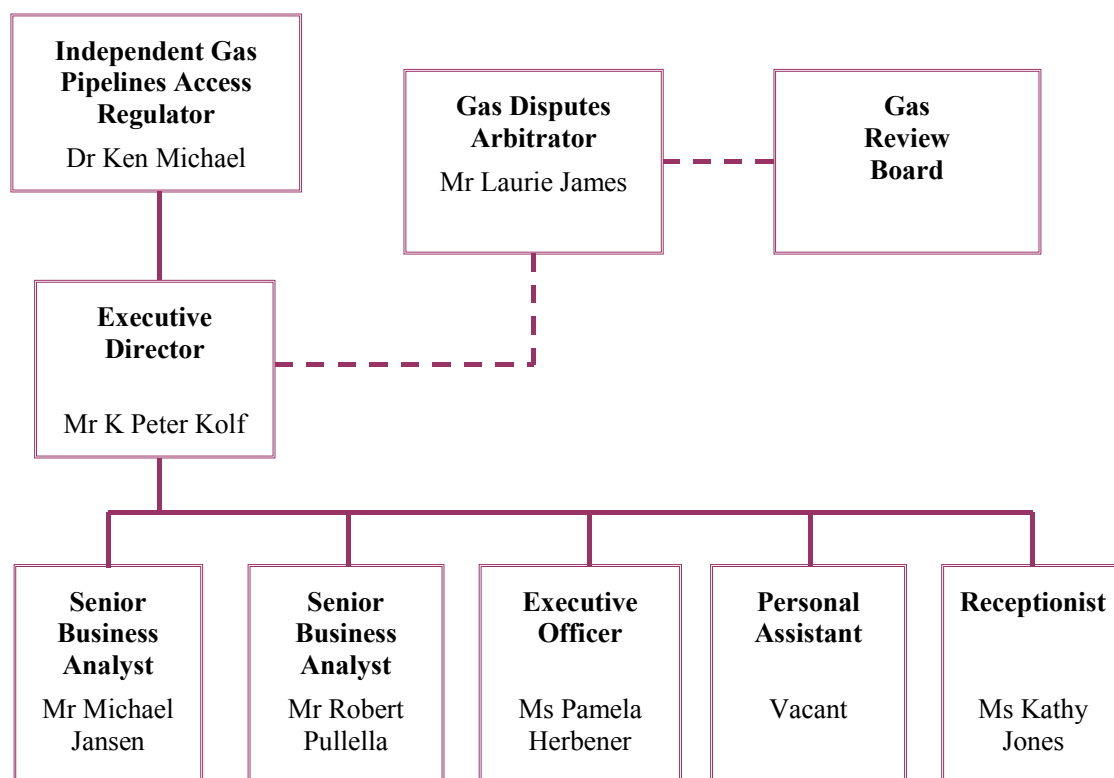 Independent Gas
Pipelines Access
Regulator
Dr Ken Michael
Gas Disputes
Arbitrator
Mr Laurie James
Gas
Review
Board
Executive
Director
Mr K Peter Kolf
Senior
Business
Analyst
Mr Michael
Jansen
Senior
Business
Analyst
Mr Robert
Pullella
Executive
Officer
Ms Pamela
Herbener
Personal
Assistant
Vacant
Receptionist
Ms Kathy
Jones